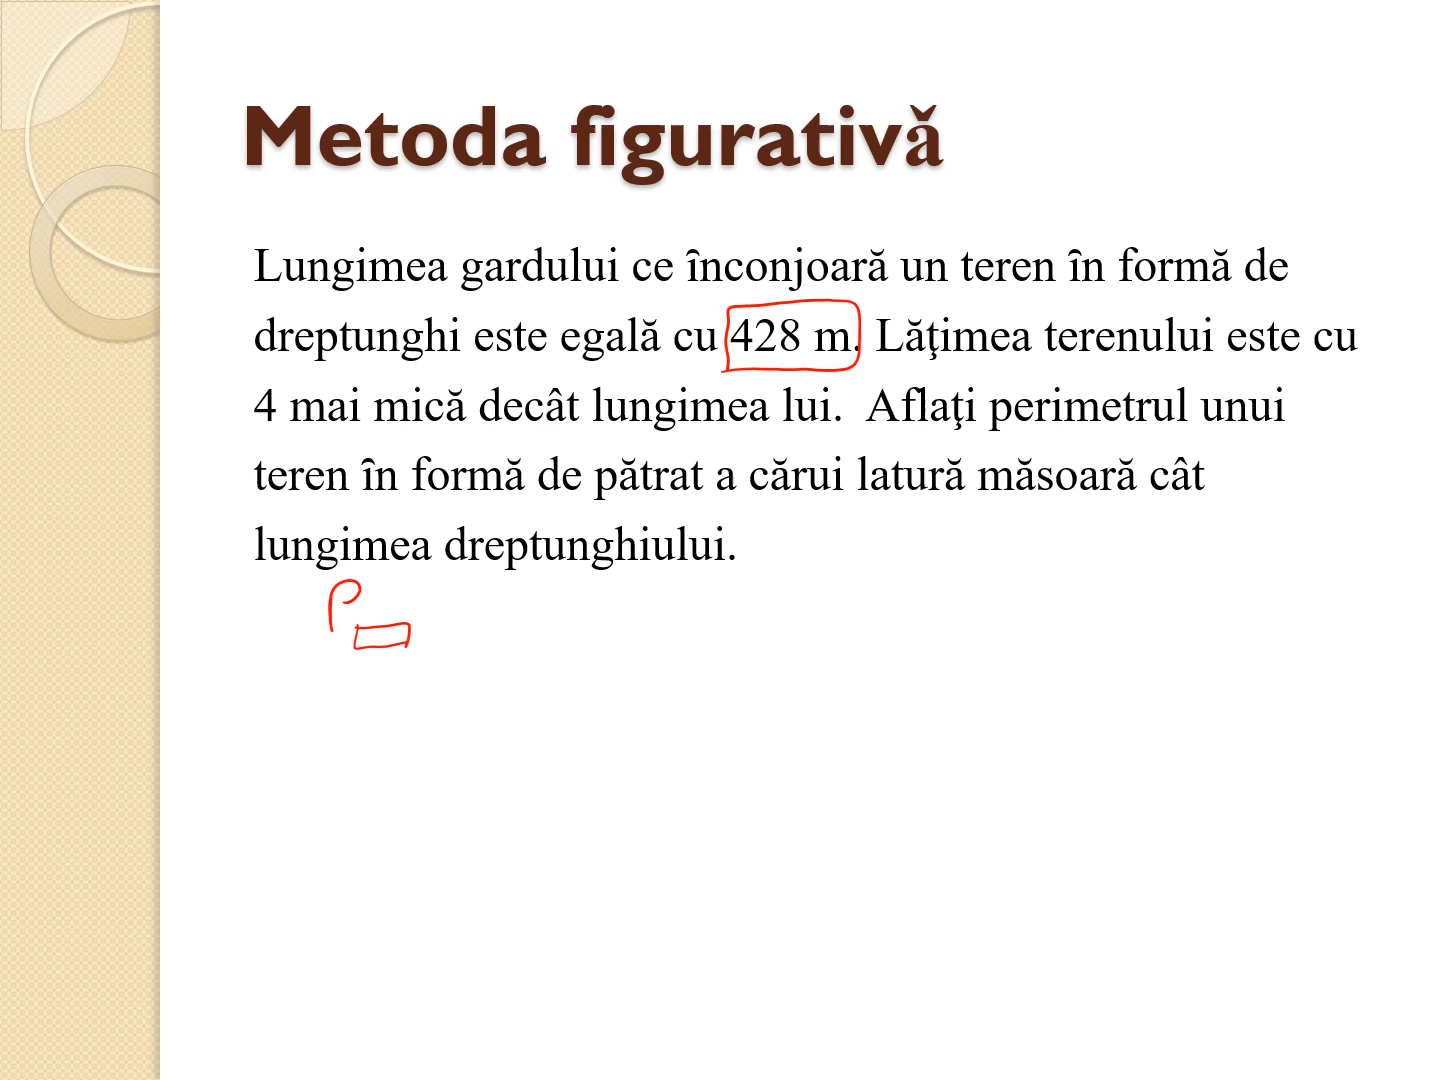 Metoda figurativă
Lungimea gardului ce înconjoară un teren în formă de
dreptunghi este egală cu 428 m. Lăţimea terenului este cu
4 mai mică decât lungimea lui. Aflaţi perimetrul unui
teren în formă de pătrat a cărui latură măsoară cât
lungimea dreptunghiului.
P